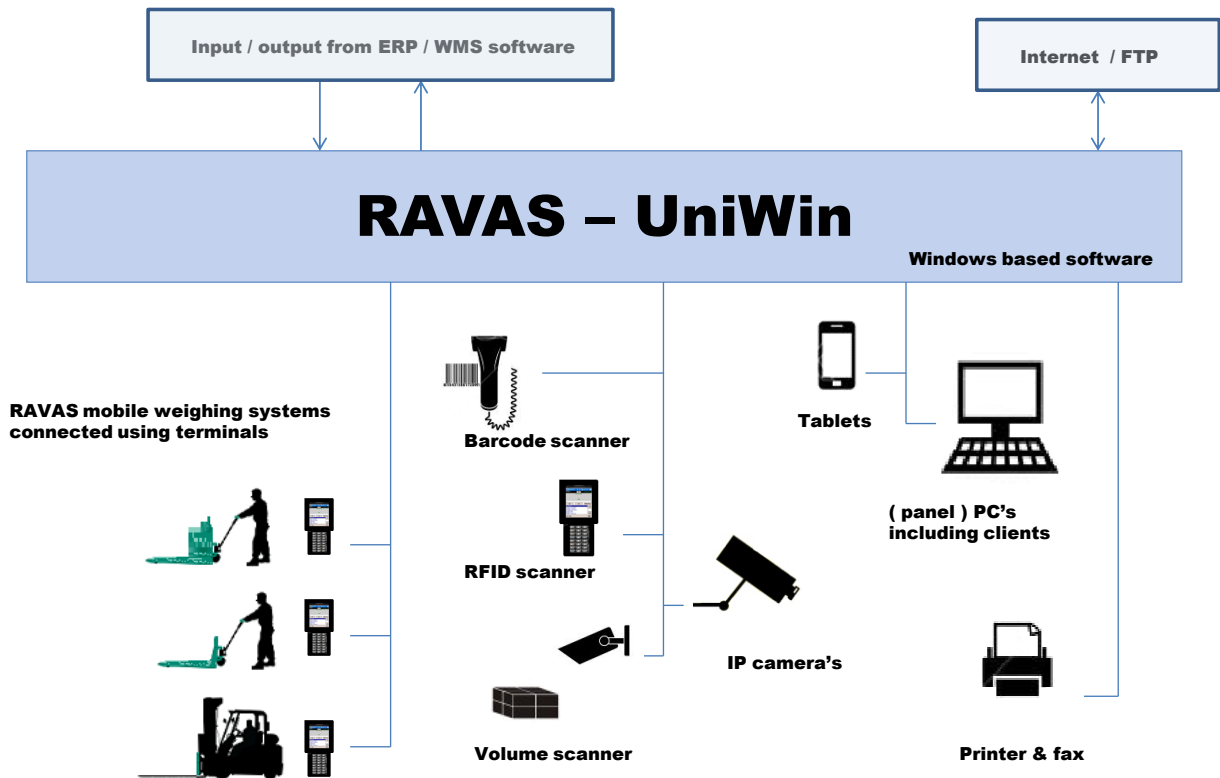 Input / output from ERP / WMS software
Internet / FTP
RAVAS – UniWin
Windows based software
RAVAS mobile weighing systems
connected using terminals
Barcode scanner
Tablets
( panel ) PC's
including clients
RFID scanner
IP camera's
Volume scanner
Printer & fax